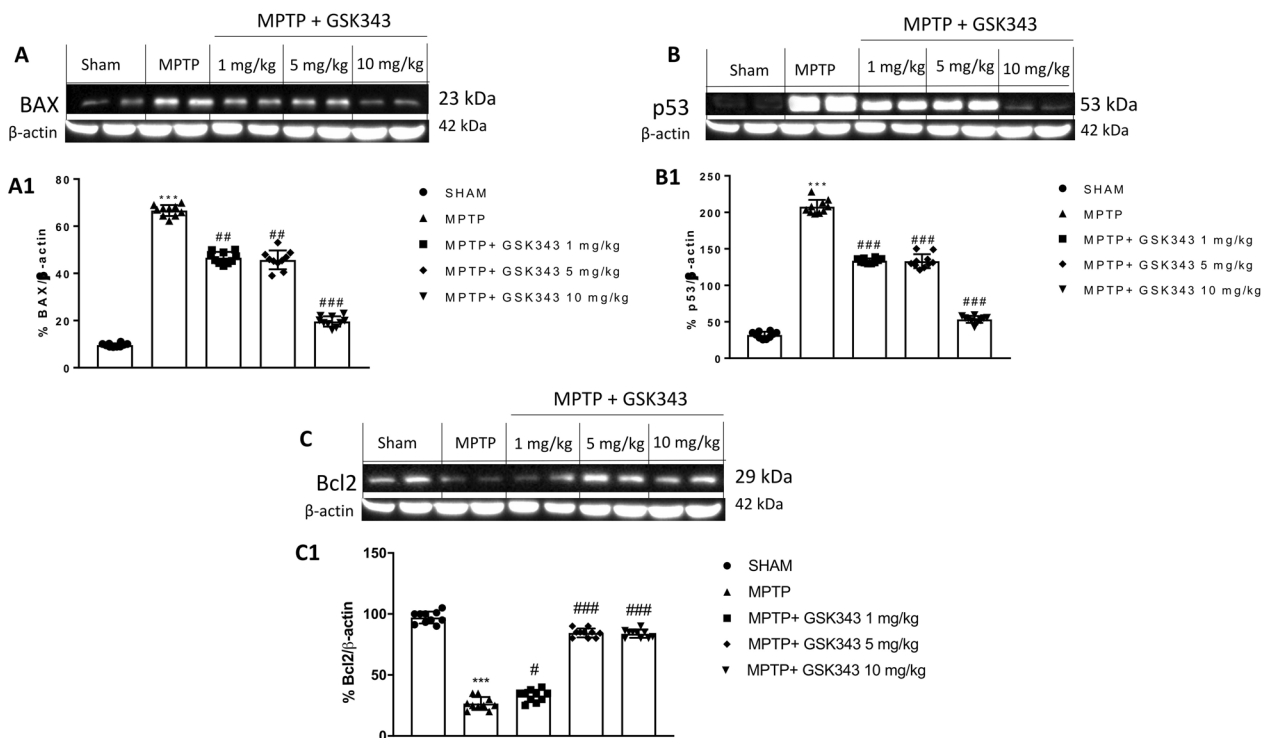 MPTP + GSK343
A
Sham MPTP 1 mg/kg 5 mg/kg 10 mg/kg
BAX 23 kDa
β-actin 42 kDa
MPTP + GSK343
B
Sham MPTP 1 mg/kg 5 mg/kg 10 mg/kg
p53 53 kDa
β-actin 42 kDa
A1
% BAX/β-actin
80
60
40
20
0
***
##
##
###
SHAM
MPTP
MPTP+ GSK343 1 mg/kg
MPTP+ GSK343 5 mg/kg
MPTP+ GSK343 10 mg/kg
B1
% p53/β-actin
250
200
150
100
50
0
***
###
###
###
SHAM
MPTP
MPTP+ GSK343 1 mg/kg
MPTP+ GSK343 5 mg/kg
MPTP+ GSK343 10 mg/kg
MPTP + GSK343
C
Sham MPTP 1 mg/kg 5 mg/kg 10 mg/kg
Bcl2 29 kDa
β-actin 42 kDa
C1
% Bcl2/β-actin
150
100
50
0
***
#
###
###
SHAM
MPTP
MPTP+ GSK343 1 mg/kg
MPTP+ GSK343 5 mg/kg
MPTP+ GSK343 10 mg/kg